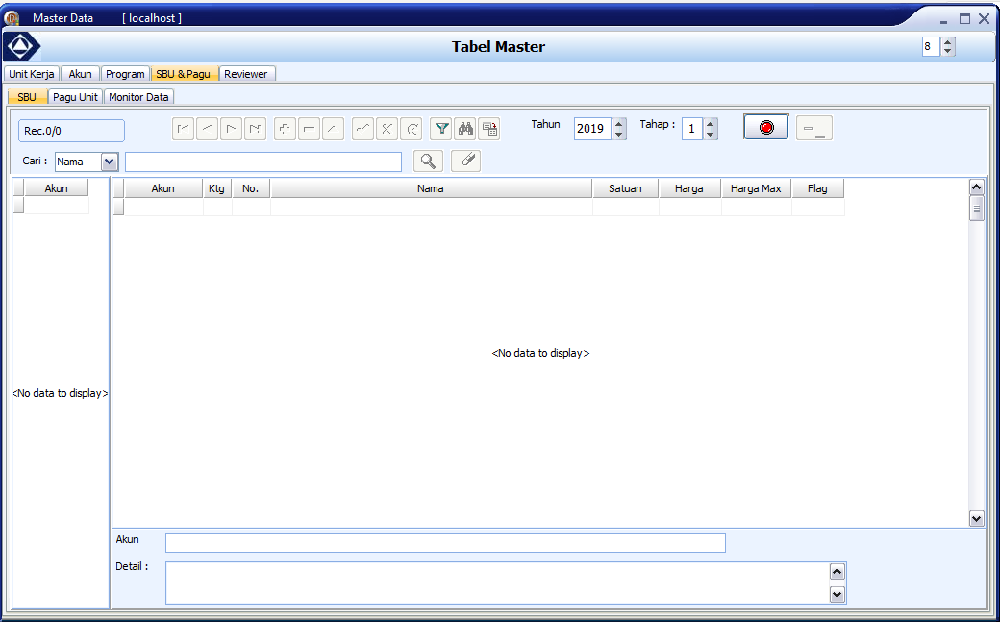 Master Data [ localhost ]
Tabel Master
8
Unit Kerja Akun Program SBU & Pagu Reviewer
SBU Pagu Unit Monitor Data
Rec.0/0
Tahun 2019 Tahap : 1
Cari : Nama
Akun
Akun Ktg No. Nama Satuan Harga Harga Max Flag
<No data to display>
<No data to display>
Akun
Detail :